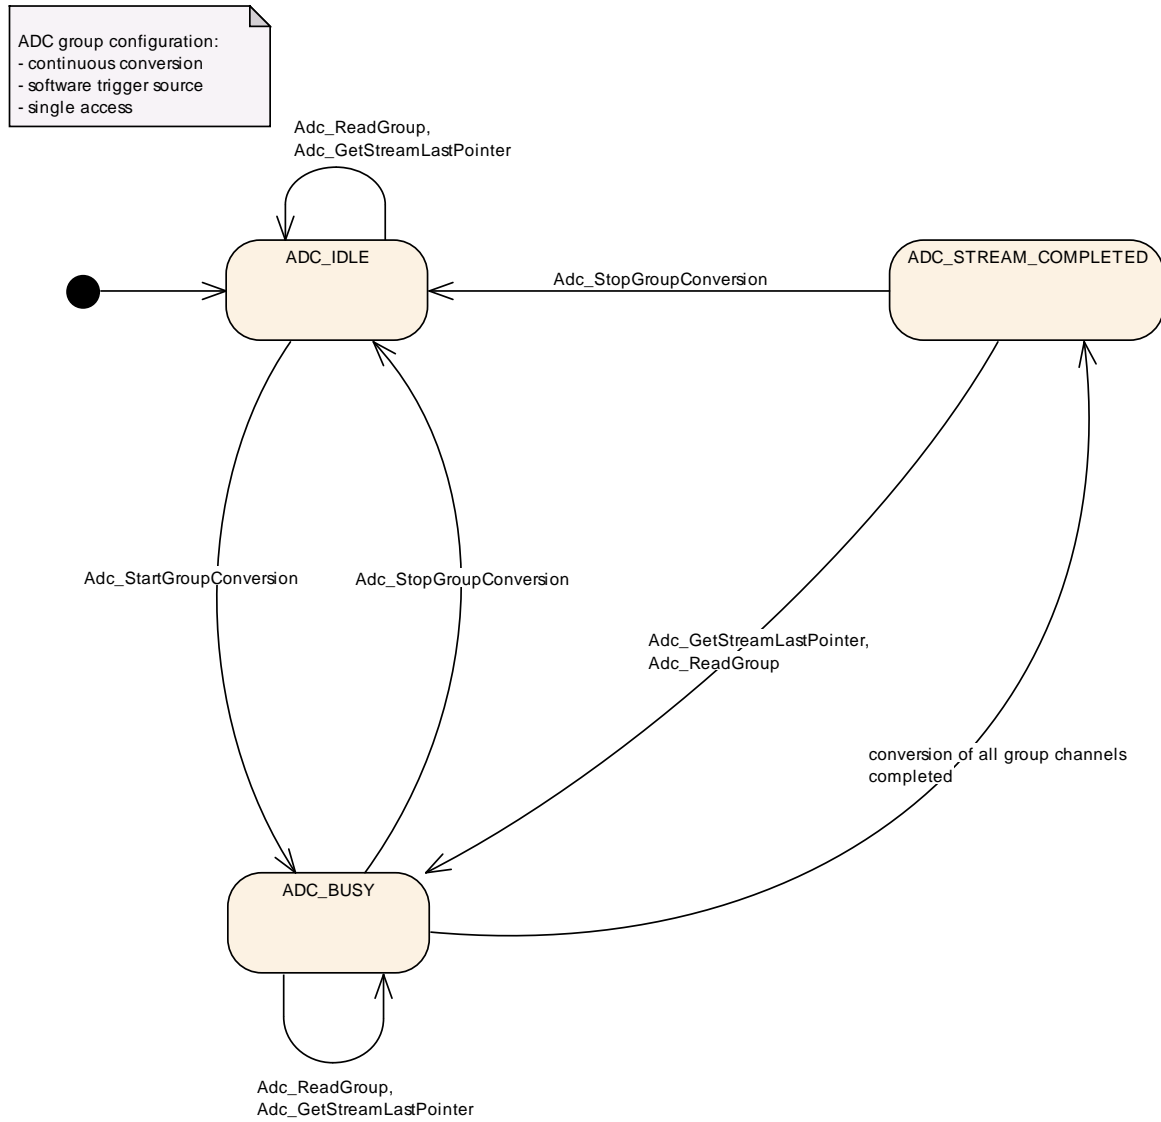 ADC group configuration:
- continuous conversion
- software trigger source
- single access
Adc_ReadGroup,
Adc_GetStreamLastPointer
ADC_IDLE
ADC_STREAM_COMPLETED
Adc_StopGroupConversion
Adc_StartGroupConversion
Adc_StopGroupConversion
Adc_GetStreamLastPointer,
Adc_ReadGroup
conversion of all group channels
completed
ADC_BUSY
Adc_ReadGroup,
Adc_GetStreamLastPointer